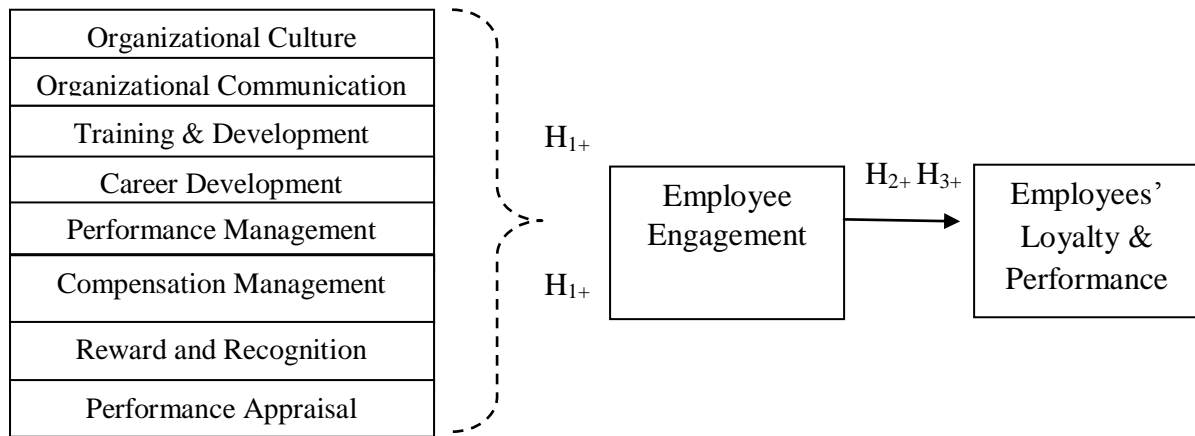 Organizational Culture
Organizational Communication
Training & Development
Career Development
Performance Management
Compensation Management
Reward and Recognition
Performance Appraisal
H1+
H1+
Employee
Engagement
H2+ H3+
Employees’
Loyalty &
Performance